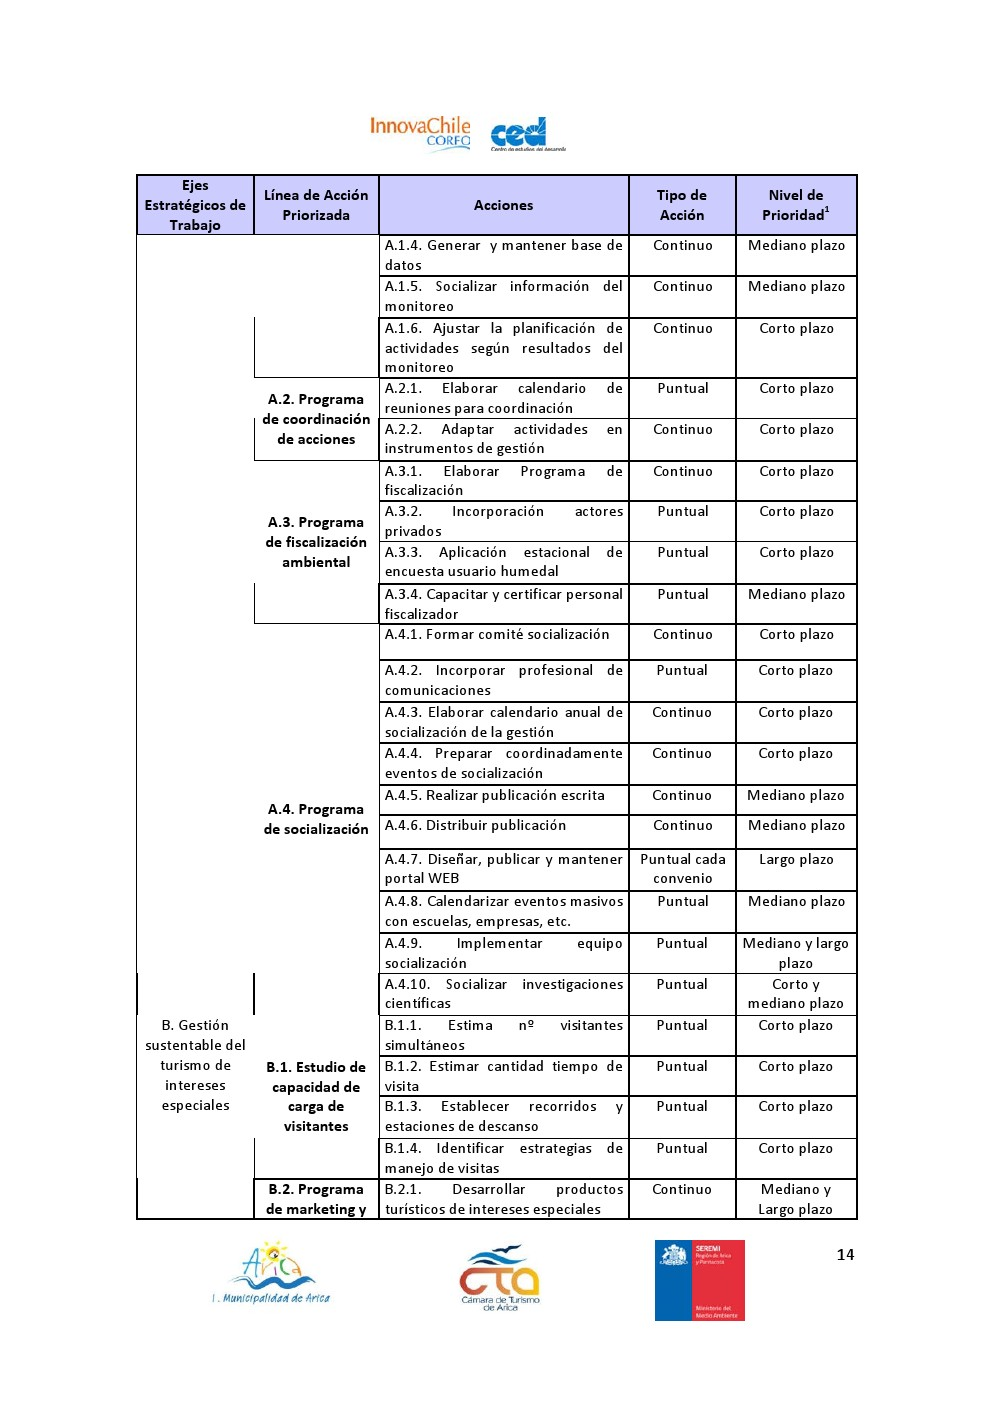 InnovaChile
CORFO
ced
Centro de estudios del desarrollo
Ejes
Estratégicos de
Trabajo
Línea de Acción
Priorizada
Acciones
Tipo de
Acción
Nivel de
Prioridad1
A.1.4. Generar y mantener base de
datos
Continuo
Mediano plazo
A.1.5. Socializar información del
monitoreo
Continuo
Mediano plazo
A.1.6. Ajustar la planificación de
actividades según resultados del
monitoreo
Continuo
Corto plazo
A.2. Programa
de coordinación
de acciones
A.2.1. Elaborar calendario de
reuniones para coordinación
Puntual
Corto plazo
A.2.2. Adaptar actividades en
instrumentos de gestión
Continuo
Corto plazo
A.3. Programa
de fiscalización
ambiental
A.3.1. Elaborar Programa de
fiscalización
Continuo
Corto plazo
A.3.2. Incorporación actores
privados
Puntual
Corto plazo
A.3.3. Aplicación estacional de
encuesta usuario humedal
Puntual
Corto plazo
A.3.4. Capacitar y certificar personal
fiscalizador
Puntual
Mediano plazo
A.4. Programa
de socialización
A.4.1. Formar comité socialización
Continuo
Corto plazo
A.4.2. Incorporar profesional de
comunicaciones
Puntual
Corto plazo
A.4.3. Elaborar calendario anual de
socialización de la gestión
Continuo
Corto plazo
A.4.4. Preparar coordinadamente
eventos de socialización
Continuo
Corto plazo
A.4.5. Realizar publicación escrita
Continuo
Mediano plazo
A.4.6. Distribuir publicación
Continuo
Mediano plazo
A.4.7. Diseñar, publicar y mantener
portal WEB
Puntual cada
convenio
Largo plazo
A.4.8. Calendarizar eventos masivos
con escuelas, empresas, etc.
Puntual
Mediano plazo
A.4.9. Implementar equipo
socialización
Puntual
Mediano y largo
plazo
A.4.10. Socializar investigaciones
científicas
Puntual
Corto y
mediano plazo
B. Gestión
sustentable del
turismo de
intereses
especiales
B.1. Estudio de
capacidad de
carga de
visitantes
B.1.1. Estima nº visitantes
simultáneos
Puntual
Corto plazo
B.1.2. Estimar cantidad tiempo de
visita
Puntual
Corto plazo
B.1.3. Establecer recorridos y
estaciones de descanso
Puntual
Corto plazo
B.1.4. Identificar estrategias de
manejo de visitas
Puntual
Corto plazo
B.2. Programa
de marketing y
B.2.1. Desarrollar productos
turísticos de intereses especiales
Continuo
Mediano y
Largo plazo
Arica
I. Municipalidad de Arica
CTA
Cámara de Turismo
de Arica
SEREMI
Región de Arica
y Parinacota
Ministerio del
Medio Ambiente
14